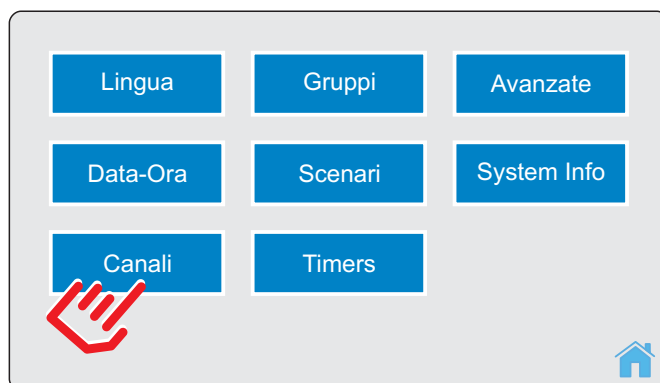 Lingua
Gruppi
Avanzate
Data-Ora
Scenari
System Info
Canali
Timers